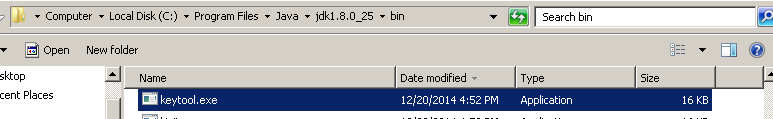 Computer ▾ Local Disk (C:) ▾ Program Files ▾ Java ▾ jdk1.8.0_25 ▾ bin Search bin
Open New folder
sktop Name Date modified Type Size
cent Places keytool.exe 12/20/2014 4:52 PM Application 16 KB